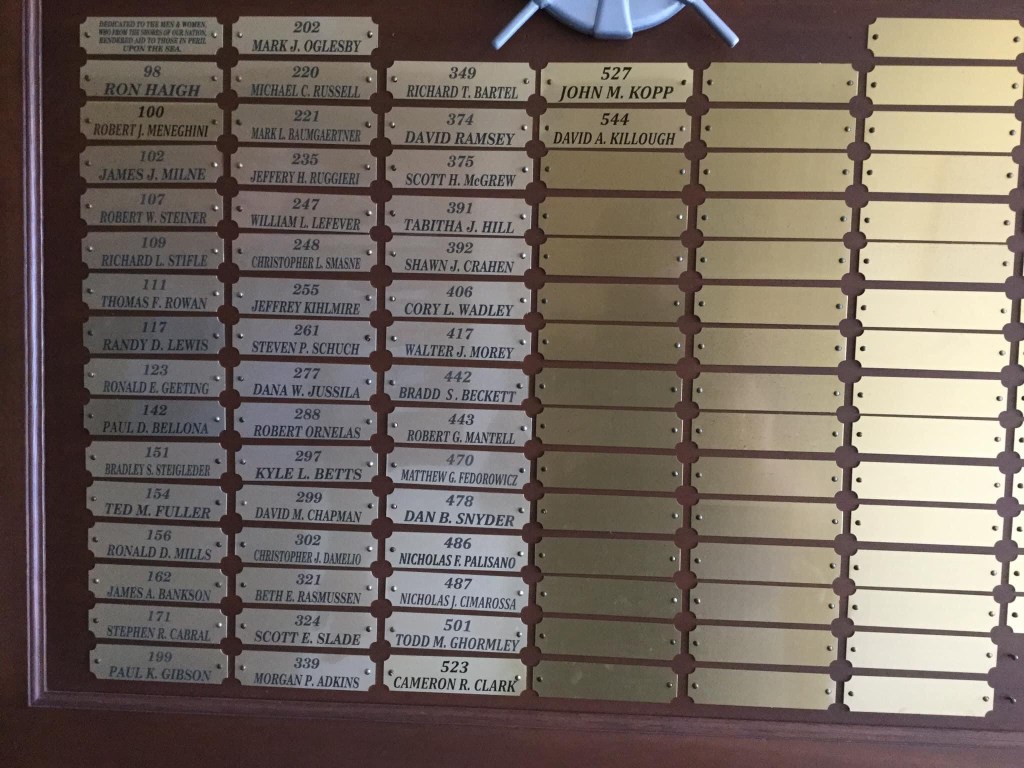 DEDICATED TO THE MEN & WOMEN,
WHO FROM THE SHORES OF OUR NATION,
RENDERED AID TO THOSE IN PERIL
UPON THE SEA.
98
RON HAIGH
100
ROBERT J. MENEGHINI
102
JAMES J. MILNE
107
ROBERT W. STEINER
109
RICHARD L. STIFLE
111
THOMAS F. ROWAN
117
RANDY D. LEWIS
123
RONALD E. GEETING
142
PAUL D. BELLONA
151
BRADLEY S. STEIGLEDER
154
TED M. FULLER
156
RONALD D. MILLS
162
JAMES A. BANKSON
171
STEPHEN R. CABRAL
199
PAUL K. GIBSON
202
MARK J. OGLESBY
220
MICHAEL C. RUSSELL
221
MARK L. BAUMGAERTNER
235
JEFFERY H. RUGGIERI
247
WILLIAM L. LEFEVER
248
CHRISTOPHER L. SMASNE
255
JEFFREY KIHLMIRE
261
STEVEN P. SCHUCH
277
DANA W. JUSSILA
288
ROBERT ORNELAS
297
KYLE L. BETTS
299
DAVID M. CHAPMAN
302
CHRISTOPHER J. DAMELIO
321
BETH E. RASMUSSEN
324
SCOTT E. SLADE
339
MORGAN P. ADKINS
349
RICHARD T. BARTEL
374
DAVID RAMSEY
375
SCOTT H. McGREW
391
TABITHA J. HILL
392
SHAWN J. CRAHEN
406
CORY L. WADLEY
417
WALTER J. MOREY
442
BRADD S. BECKETT
443
ROBERT G. MANTELL
470
MATTHEW G. FEDOROWICZ
478
DAN B. SNYDER
486
NICHOLAS F. PALISANO
487
NICHOLAS J. CIMAROSSA
501
TODD M. GHORMLEY
523
CAMERON R. CLARK
527
JOHN M. KOPP
544
DAVID A. KILLOUGH